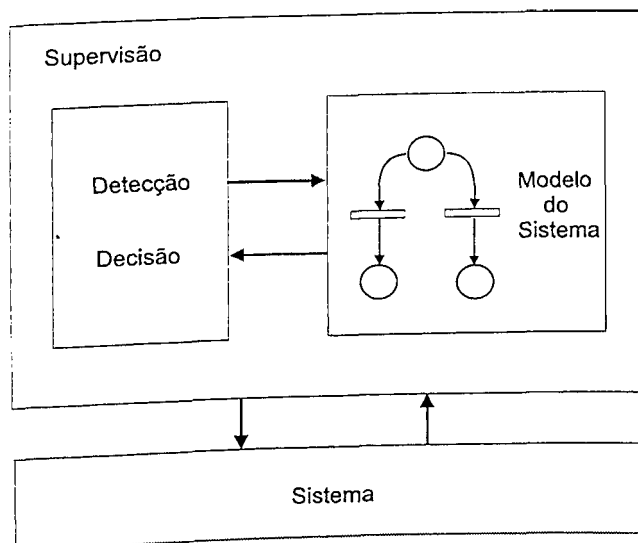 Supervisão
Detecção
Decisão
Modelo
do
Sistema
Sistema